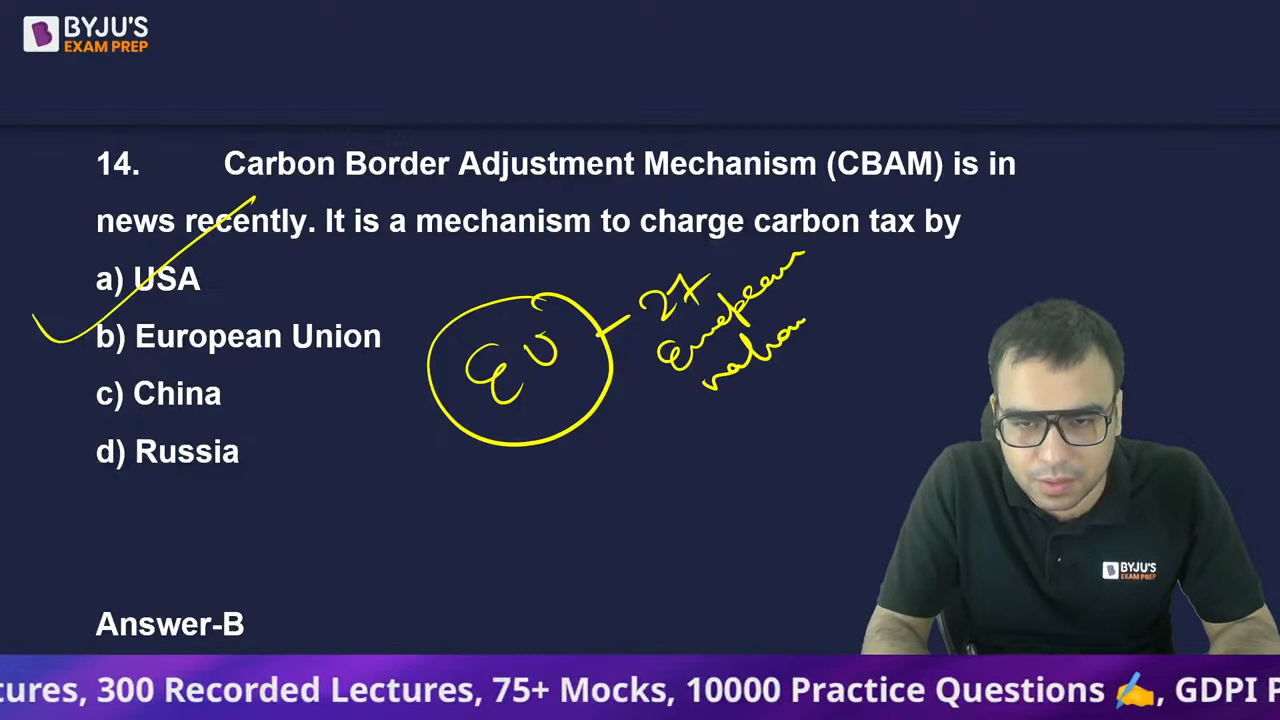 BYJU'S
EXAM PREP
14. Carbon Border Adjustment Mechanism (CBAM) is in
news recently. It is a mechanism to charge carbon tax by
a) USA
b) European Union
c) China
d) Russia
EU
27
European
nation
Answer-B
BYJU'S
EXAM PREP
tures, 300 Recorded Lectures, 75+ Mocks, 10000 Practice Questions ✍️, GDPI P